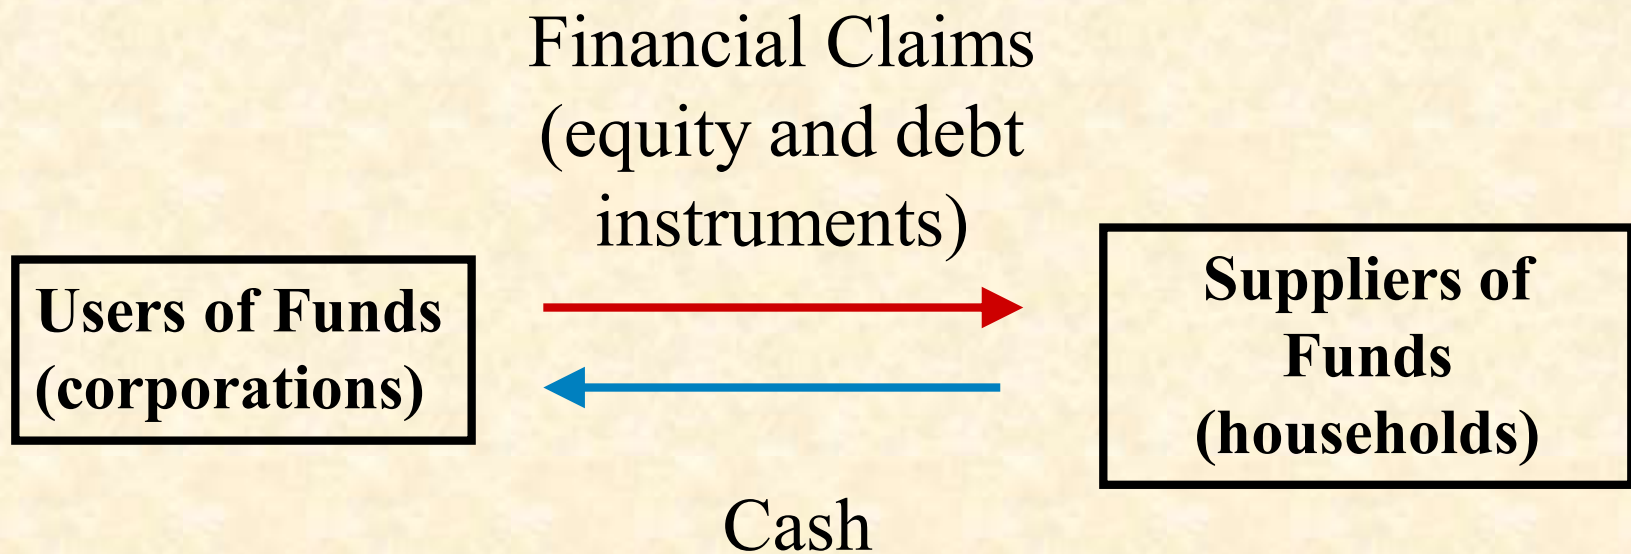 Financial Claims
(equity and debt
instruments)
Users of Funds
(corporations)
Suppliers of
Funds
(households)
Cash